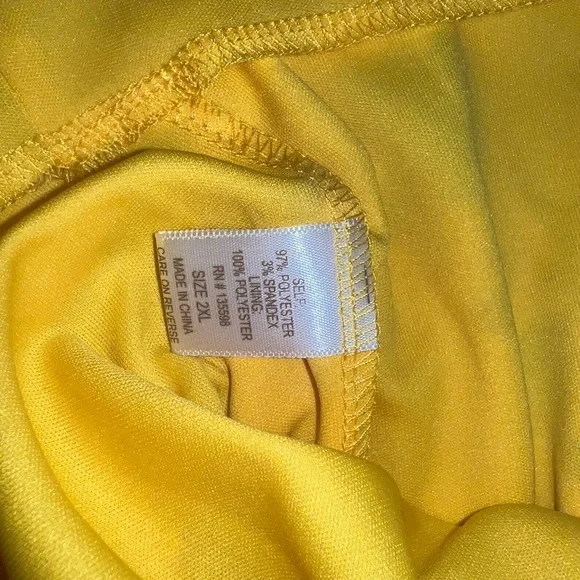 SELF:
97% POLYESTER
3% SPANDEX
LINING:
100% POLYESTER
RN # 135598
SIZE 2XL
MADE IN CHINA
CARE ON REVERSE